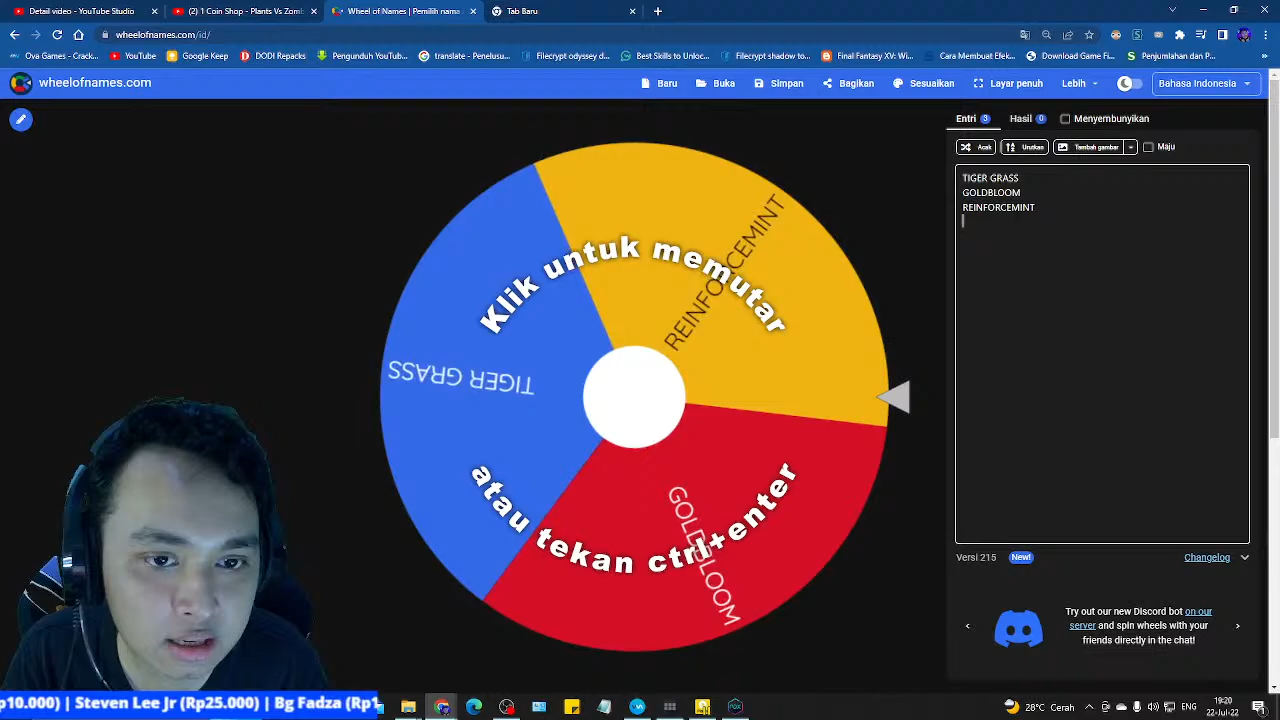 Detail video - YouTube Studio
(2) 1 Coin Shop - Plants Vs Zomb
Wheel of Names | Pemilih nama
Tab Baru
wheelofnames.com/id/
Ove Games - Crack...
YouTube
Google Keep
DODI Repacks
Pengunduh YouTub...
translate - Penelusu...
Filecrypt odyssey d...
Best Skills to Unloc...
Filecrypt shadow to...
Final Fantasy XV: Wi...
Cara Membuat Efek...
Download Game Fi...
Sunjumlahan dan P...
wheelofnames.com
Baru
Buka
Simpan
Bagikan
Sesuaikan
Layar penuh
Lebih
Bahasa Indonesia
Entri 3
Hasil 0
Menyembunyikan
Acak
Urutkan
Tambah gambar
Maju
TIGER GRASS
GOLDBLOOM
REINFORCEMINT
Klik untuk memutar
REINFORCEMINT
TIGER GRASS
GOLDBLOOM
atau tekan ctrl+enter
Versi 215
New!
Changelog
Try out our new Discord bot on our
server and spin wheels with your
friends directly in the chat!
p10.000) | Steven Lee Jr (Rp25.000) | Bg Fadza (Rp1
28°C Cerah
19:20
22-Jul-22